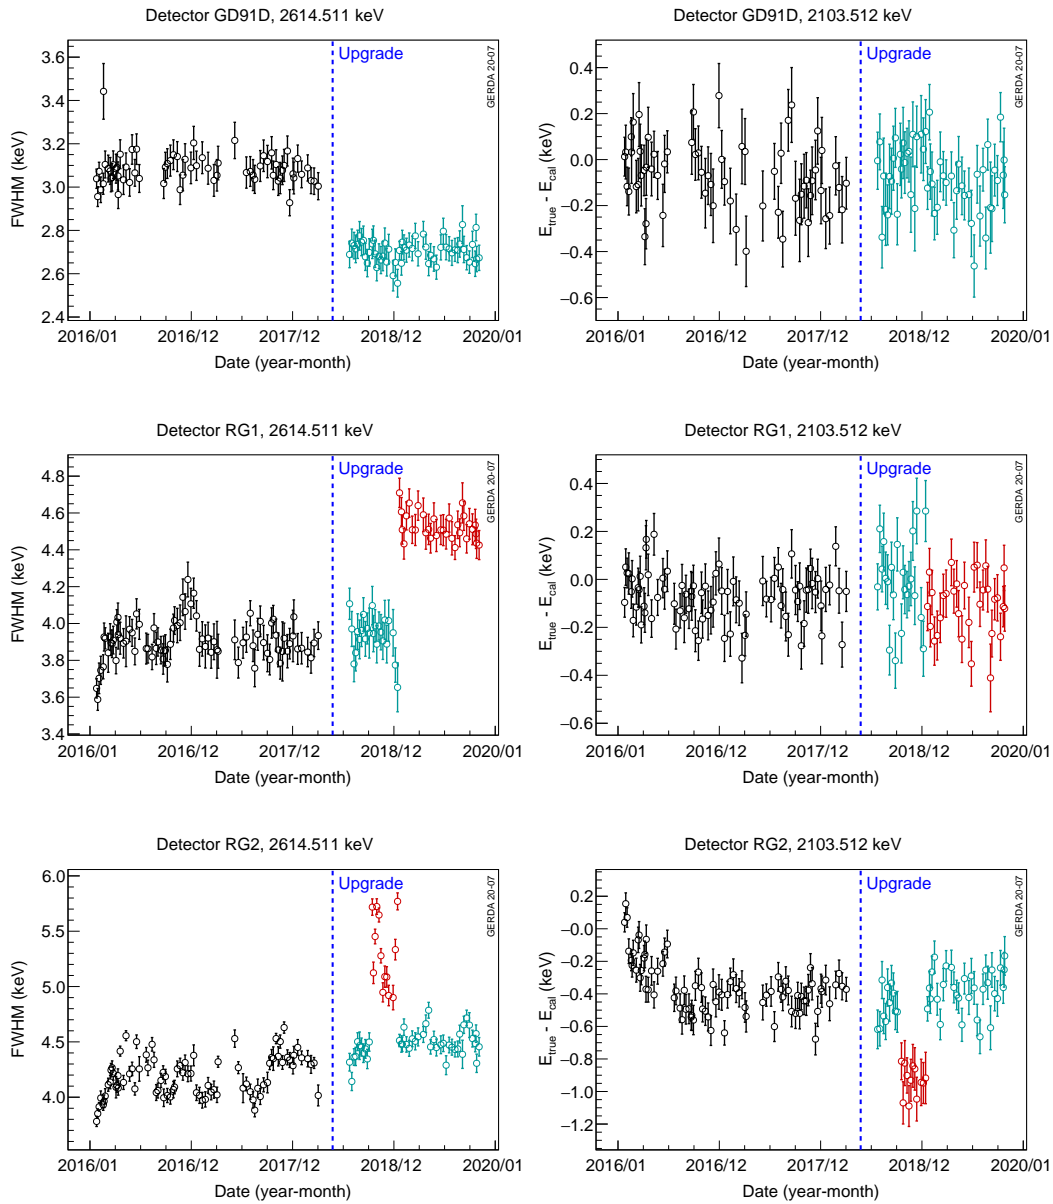 Detector GD91D, 2614.511 keV
FWHM (keV)
3.6
3.4
3.2
3.0
2.8
2.6
2.4
Upgrade
GERDA 20-07
2016/01 2016/12 2017/12 2018/12 2020/01
Date (year-month)
Detector GD91D, 2103.512 keV
E_true - E_cal (keV)
0.4
0.2
−0.0
−0.2
−0.4
−0.6
Upgrade
GERDA 20-07
2016/01 2016/12 2017/12 2018/12 2020/01
Date (year-month)
Detector RG1, 2614.511 keV
FWHM (keV)
4.8
4.6
4.4
4.2
4.0
3.8
3.6
3.4
Upgrade
GERDA 20-07
2016/01 2016/12 2017/12 2018/12 2020/01
Date (year-month)
Detector RG1, 2103.512 keV
E_true - E_cal (keV)
0.4
0.2
−0.0
−0.2
−0.4
−0.6
Upgrade
GERDA 20-07
2016/01 2016/12 2017/12 2018/12 2020/01
Date (year-month)
Detector RG2, 2614.511 keV
FWHM (keV)
6.0
5.5
5.0
4.5
4.0
Upgrade
GERDA 20-07
2016/01 2016/12 2017/12 2018/12 2020/01
Date (year-month)
Detector RG2, 2103.512 keV
E_true - E_cal (keV)
0.2
−0.0
−0.2
−0.4
−0.6
−0.8
−1.0
−1.2
Upgrade
GERDA 20-07
2016/01 2016/12 2017/12 2018/12 2020/01
Date (year-month)